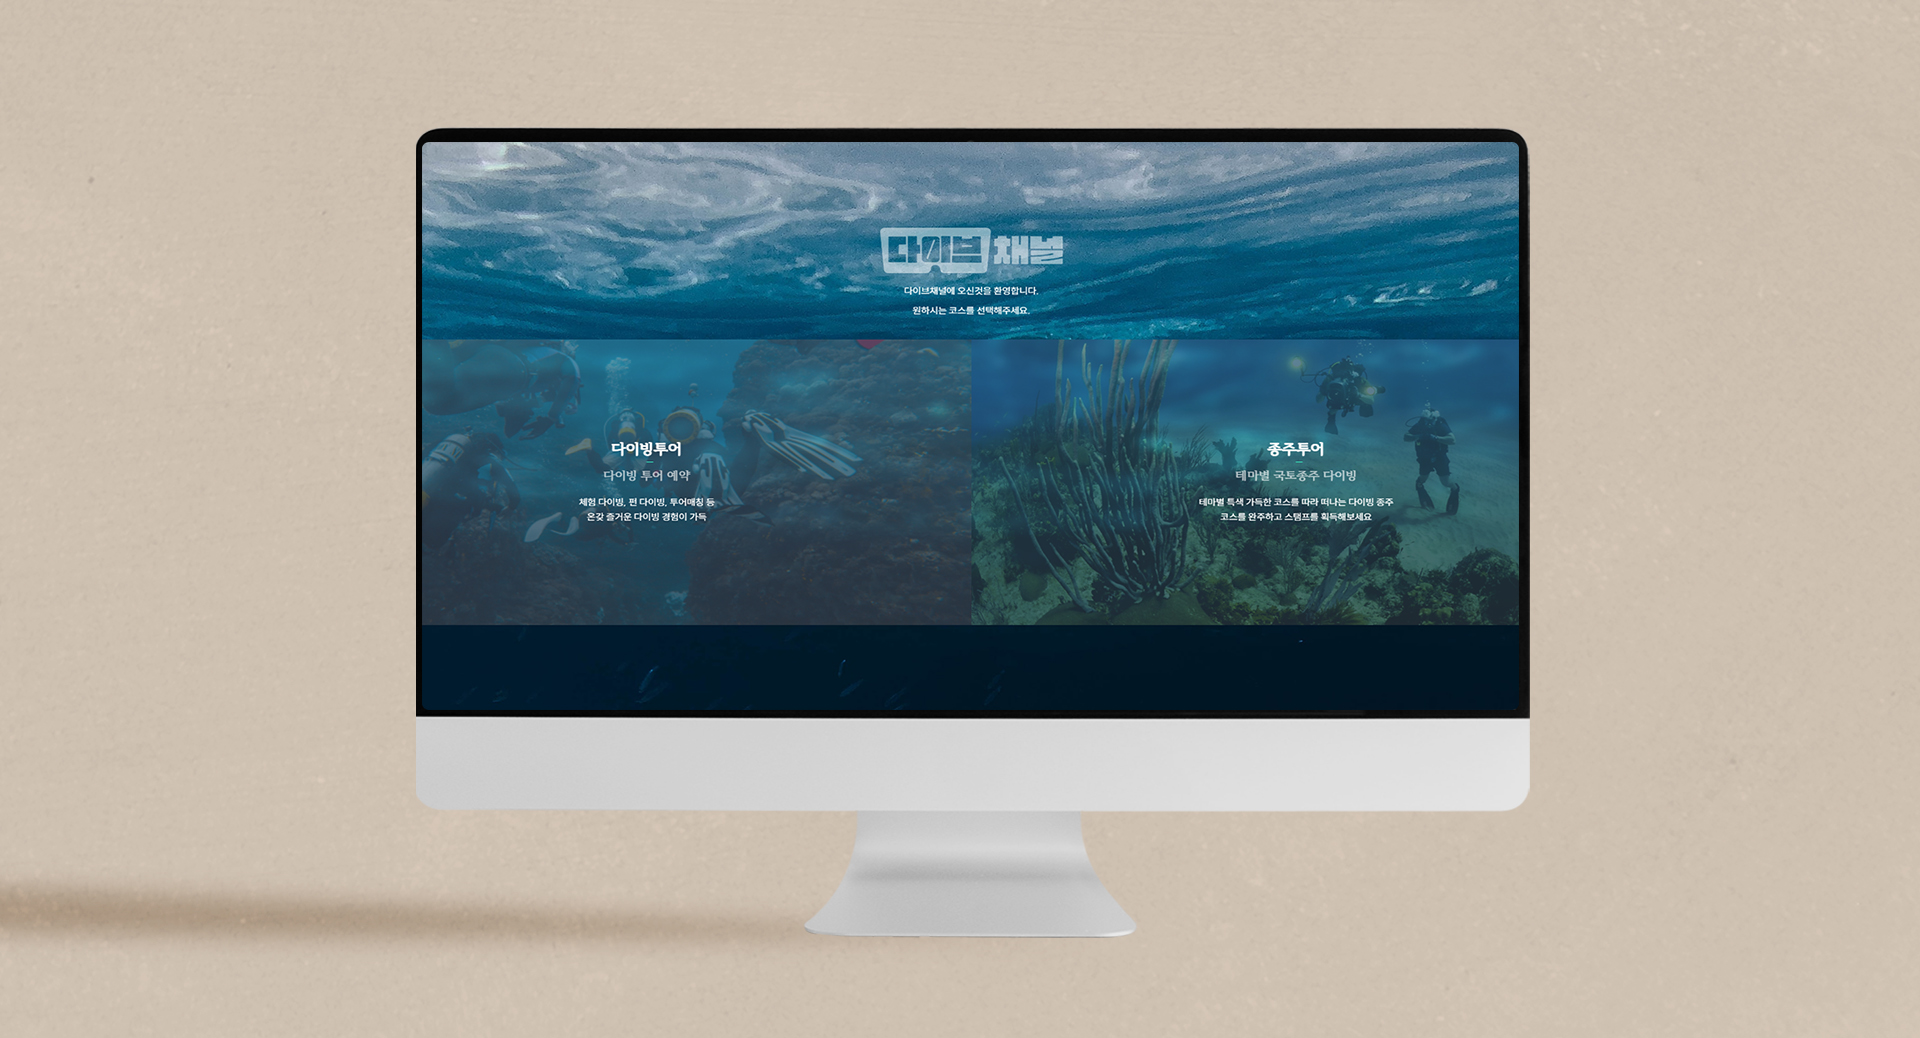 다이브 채널
다이브채널에 오신것을 환영합니다.
원하시는 코스를 선택해주세요.
다이빙투어
다이빙 투어 예약
체험 다이빙, 펀 다이빙, 투어매칭 등
온갖 즐거운 다이빙 경험이 가득
종주투어
테마별 국토종주 다이빙
테마별 특색 가득한 코스를 따라 떠나는 다이빙 종주
코스를 완주하고 스탬프를 획득해보세요